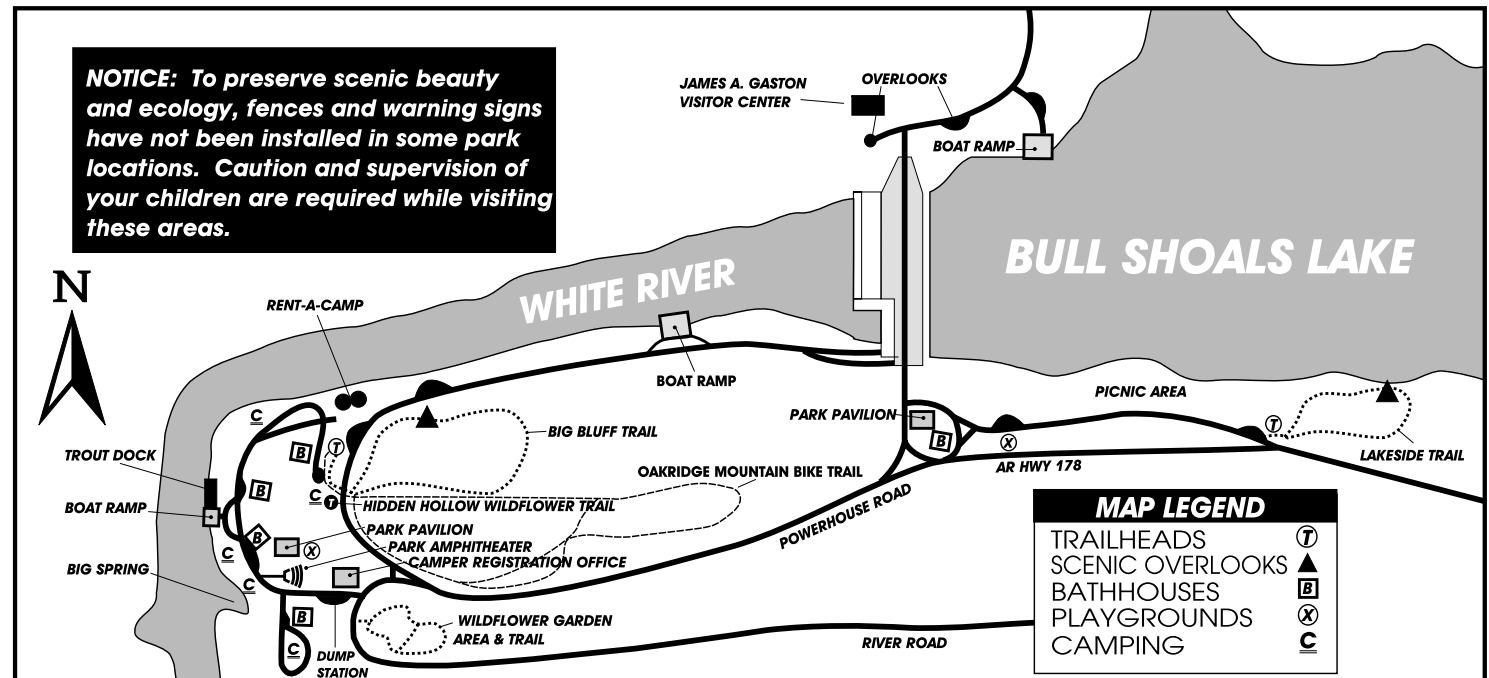 NOTICE: To preserve scenic beauty
and ecology, fences and warning signs
have not been installed in some park
locations. Caution and supervision of
your children are required while visiting
these areas.
JAMES A. GASTON
VISITOR CENTER
OVERLOOKS
BOAT RAMP
BULL SHOALS LAKE
WHITE RIVER
N
RENT-A-CAMP
BOAT RAMP
PICNIC AREA
PARK PAVILION
B
X
T
LAKESIDE TRAIL
AR HWY 178
POWERHOUSE ROAD
C
B
T
BIG BLUFF TRAIL
TROUT DOCK
OAKRIDGE MOUNTAIN BIKE TRAIL
B
C
T
HIDDEN HOLLOW WILDFLOWER TRAIL
BOAT RAMP
PARK PAVILION
B
X
PARK AMPHITHEATER
C
CAMPER REGISTRATION OFFICE
BIG SPRING
C
B
WILDFLOWER GARDEN
AREA & TRAIL
C
DUMP
STATION
RIVER ROAD
MAP LEGEND
TRAILHEADS T
SCENIC OVERLOOKS
BATHHOUSES B
PLAYGROUNDS X
CAMPING C